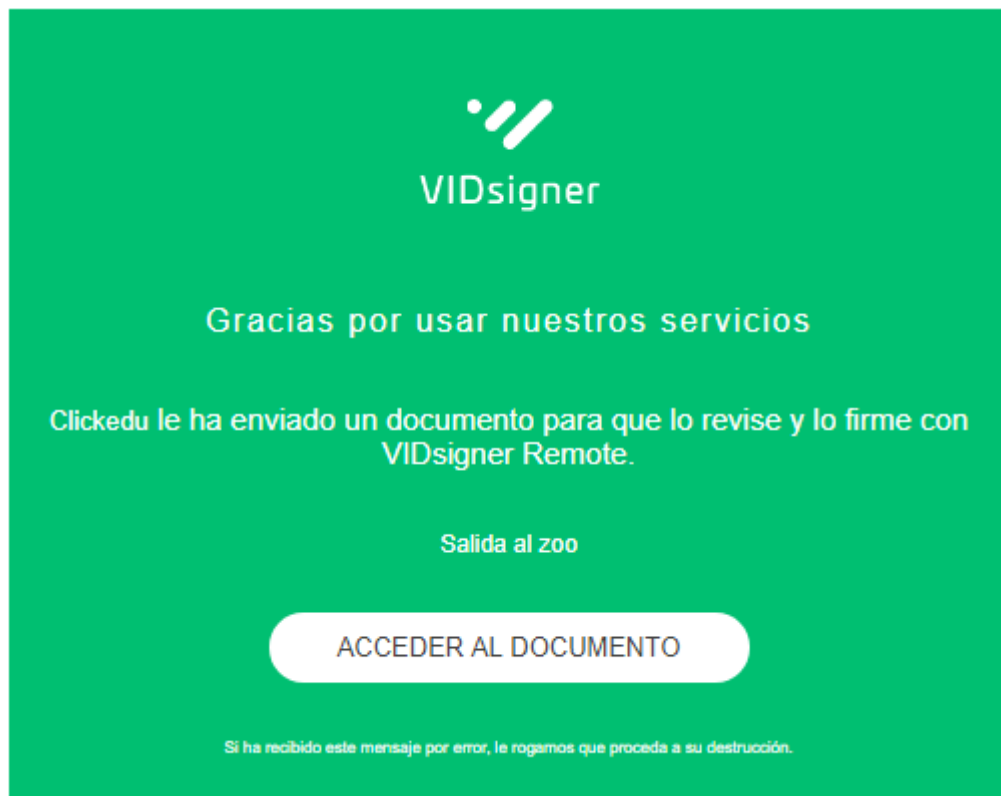 VIDsigner
Gracias por usar nuestros servicios
Clickedu le ha enviado un documento para que lo revise y lo firme con
VIDsigner Remote.
Salida al zoo
ACCEDER AL DOCUMENTO
Si ha recibido este mensaje por error, le rogamos que proceda a su destrucción.